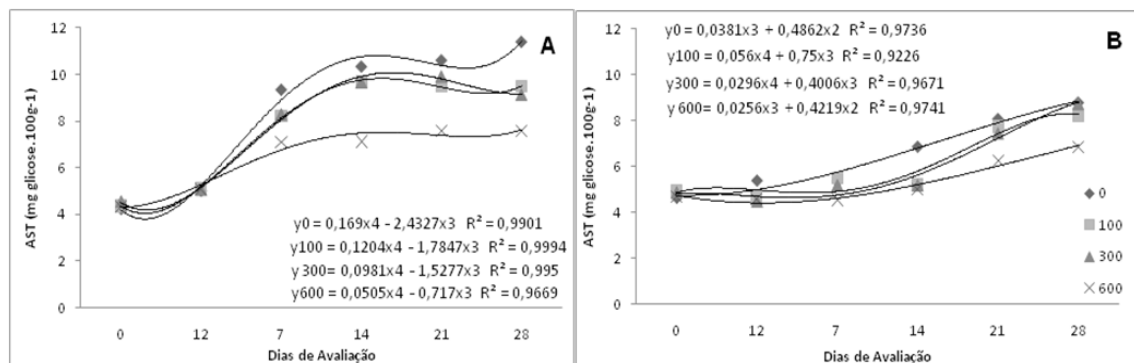 A
AST (mg glicose.100g-1)
12
10
8
6
4
2
0
y0 = 0,169x4 - 2,4327x3 R² = 0,9901
y100 = 0,1204x4 - 1,7847x3 R² = 0,9994
y300= 0,0981x4 - 1,5277x3 R² = 0,995
y600= 0,0505x4 - 0,717x3 R² = 0,9669
0 12 7 14 21 28
Dias de Avaliação
B
y0 = 0,0381x3 + 0,4862x2 R² = 0,9736
y100 = 0,056x4 + 0,75x3 R² = 0,9226
y300 = 0,0296x4 + 0,4006x3 R² = 0,9671
y600= 0,0256x3 + 0,4219x2 R² = 0,9741
AST (mg glicose.100g-1)
12
10
8
6
4
2
0
0
100
300
600
0 12 7 14 21 28
Dias de Avaliação